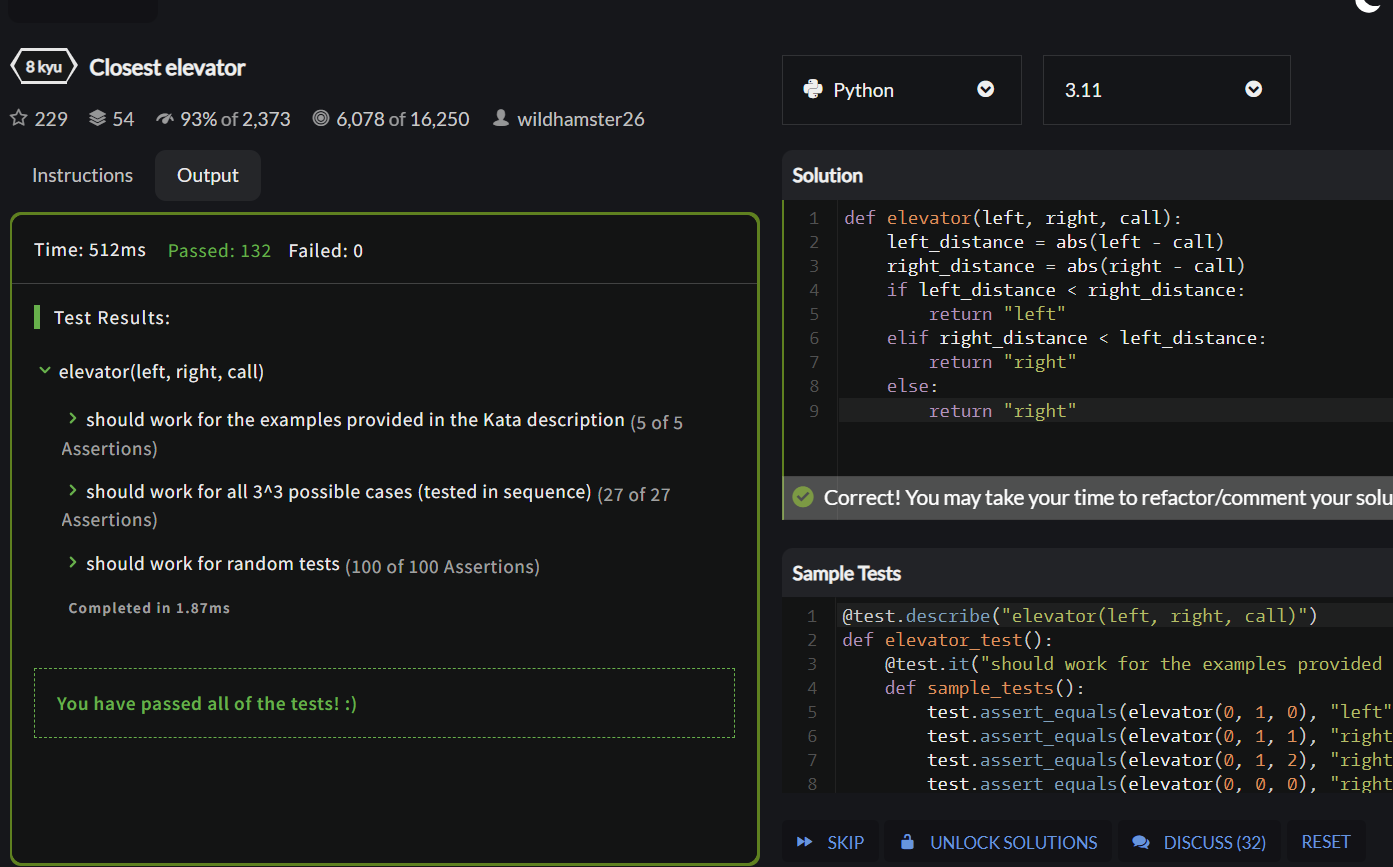 8 kyu Closest elevator
229 54 93% of 2,373 6,078 of 16,250 wildhamster26
Instructions Output
Time: 512ms Passed: 132 Failed: 0
Test Results:
elevator(left, right, call)
should work for the examples provided in the Kata description (5 of 5
Assertions)
should work for all 3^3 possible cases (tested in sequence) (27 of 27
Assertions)
should work for random tests (100 of 100 Assertions)
Completed in 1.87ms
You have passed all of the tests! :)
Python 3.11
Solution
1 def elevator(left, right, call):
2     left_distance = abs(left - call)
3     right_distance = abs(right - call)
4     if left_distance < right_distance:
5         return "left"
6     elif right_distance < left_distance:
7         return "right"
8     else:
9         return "right"
Correct! You may take your time to refactor/comment your solu
Sample Tests
1 @test.describe("elevator(left, right, call)")
2 def elevator_test():
3     @test.it("should work for the examples provided
4     def sample_tests():
5         test.assert_equals(elevator(0, 1, 0), "left"
6         test.assert_equals(elevator(0, 1, 1), "right
7         test.assert_equals(elevator(0, 1, 2), "right
8         test.assert_equals(elevator(0, 0, 0), "right
SKIP UNLOCK SOLUTIONS DISCUSS (32) RESET